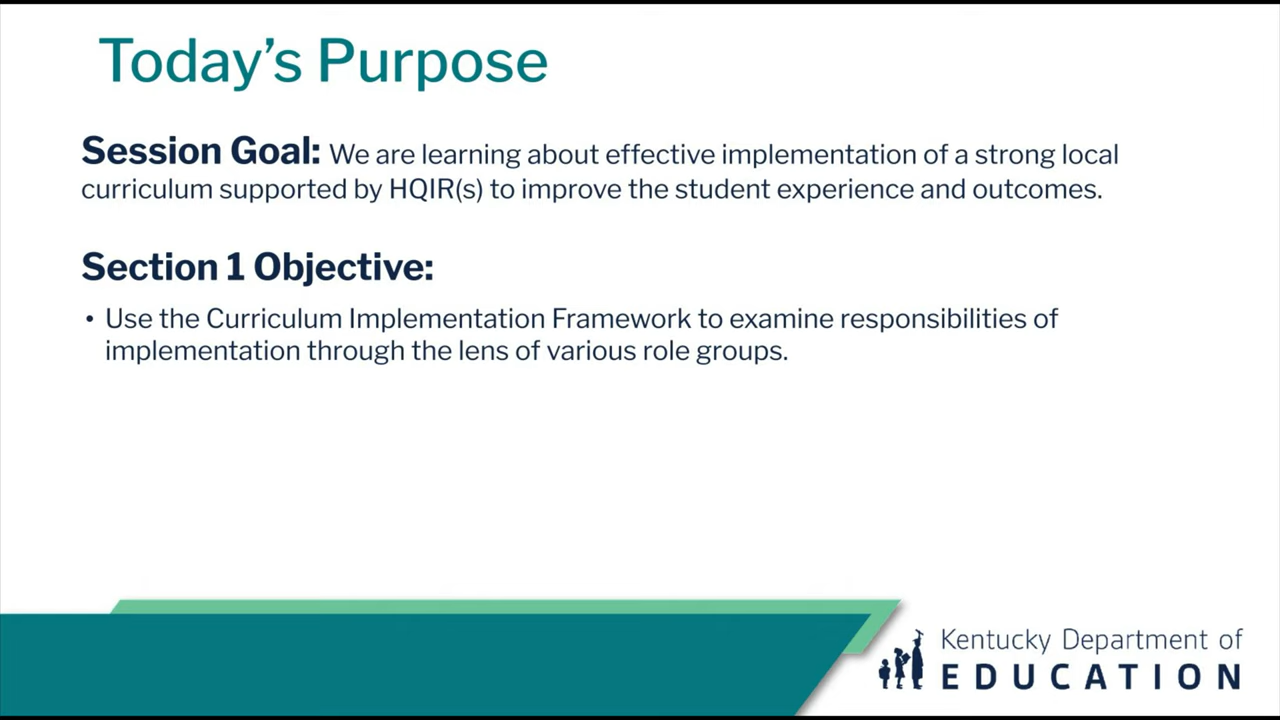 Today’s Purpose
Session Goal: We are learning about effective implementation of a strong local
curriculum supported by HQIR(s) to improve the student experience and outcomes.
Section 1 Objective:
• Use the Curriculum Implementation Framework to examine responsibilities of
implementation through the lens of various role groups.
Kentucky Department of
EDUCATION